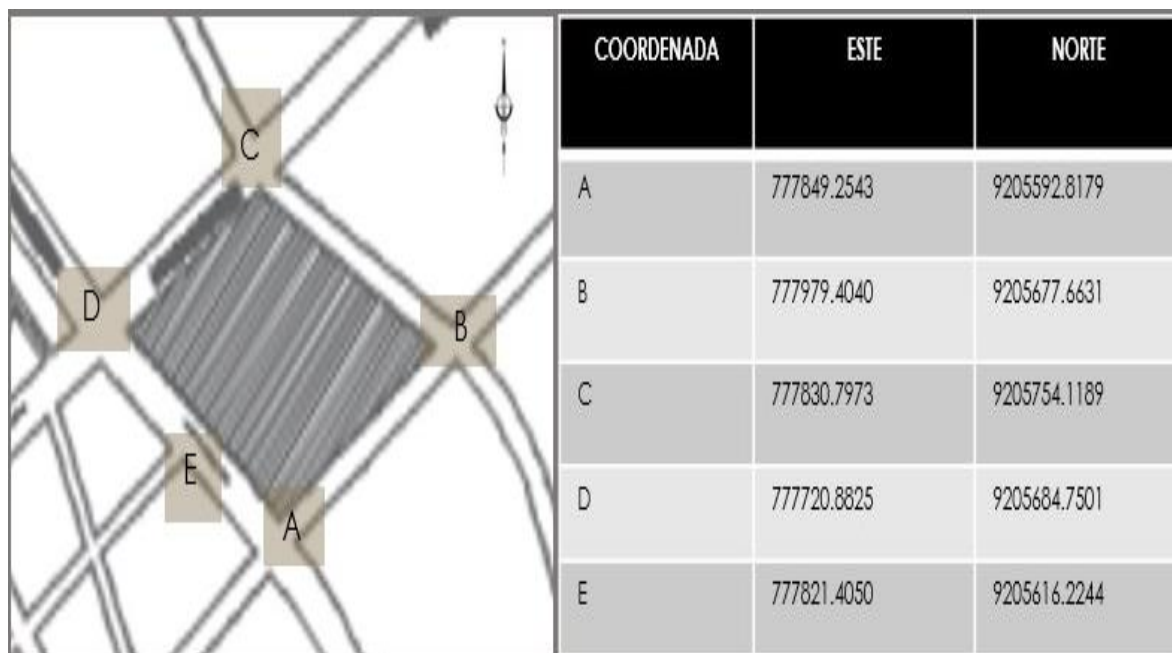 C
D
B
E
A
COORDENADA ESTE NORTE
A 777849.2543 9205592.8179
B 777979.4040 9205677.6631
C 777830.7973 9205754.1189
D 777720.8825 9205684.7501
E 777821.4050 9205616.2244